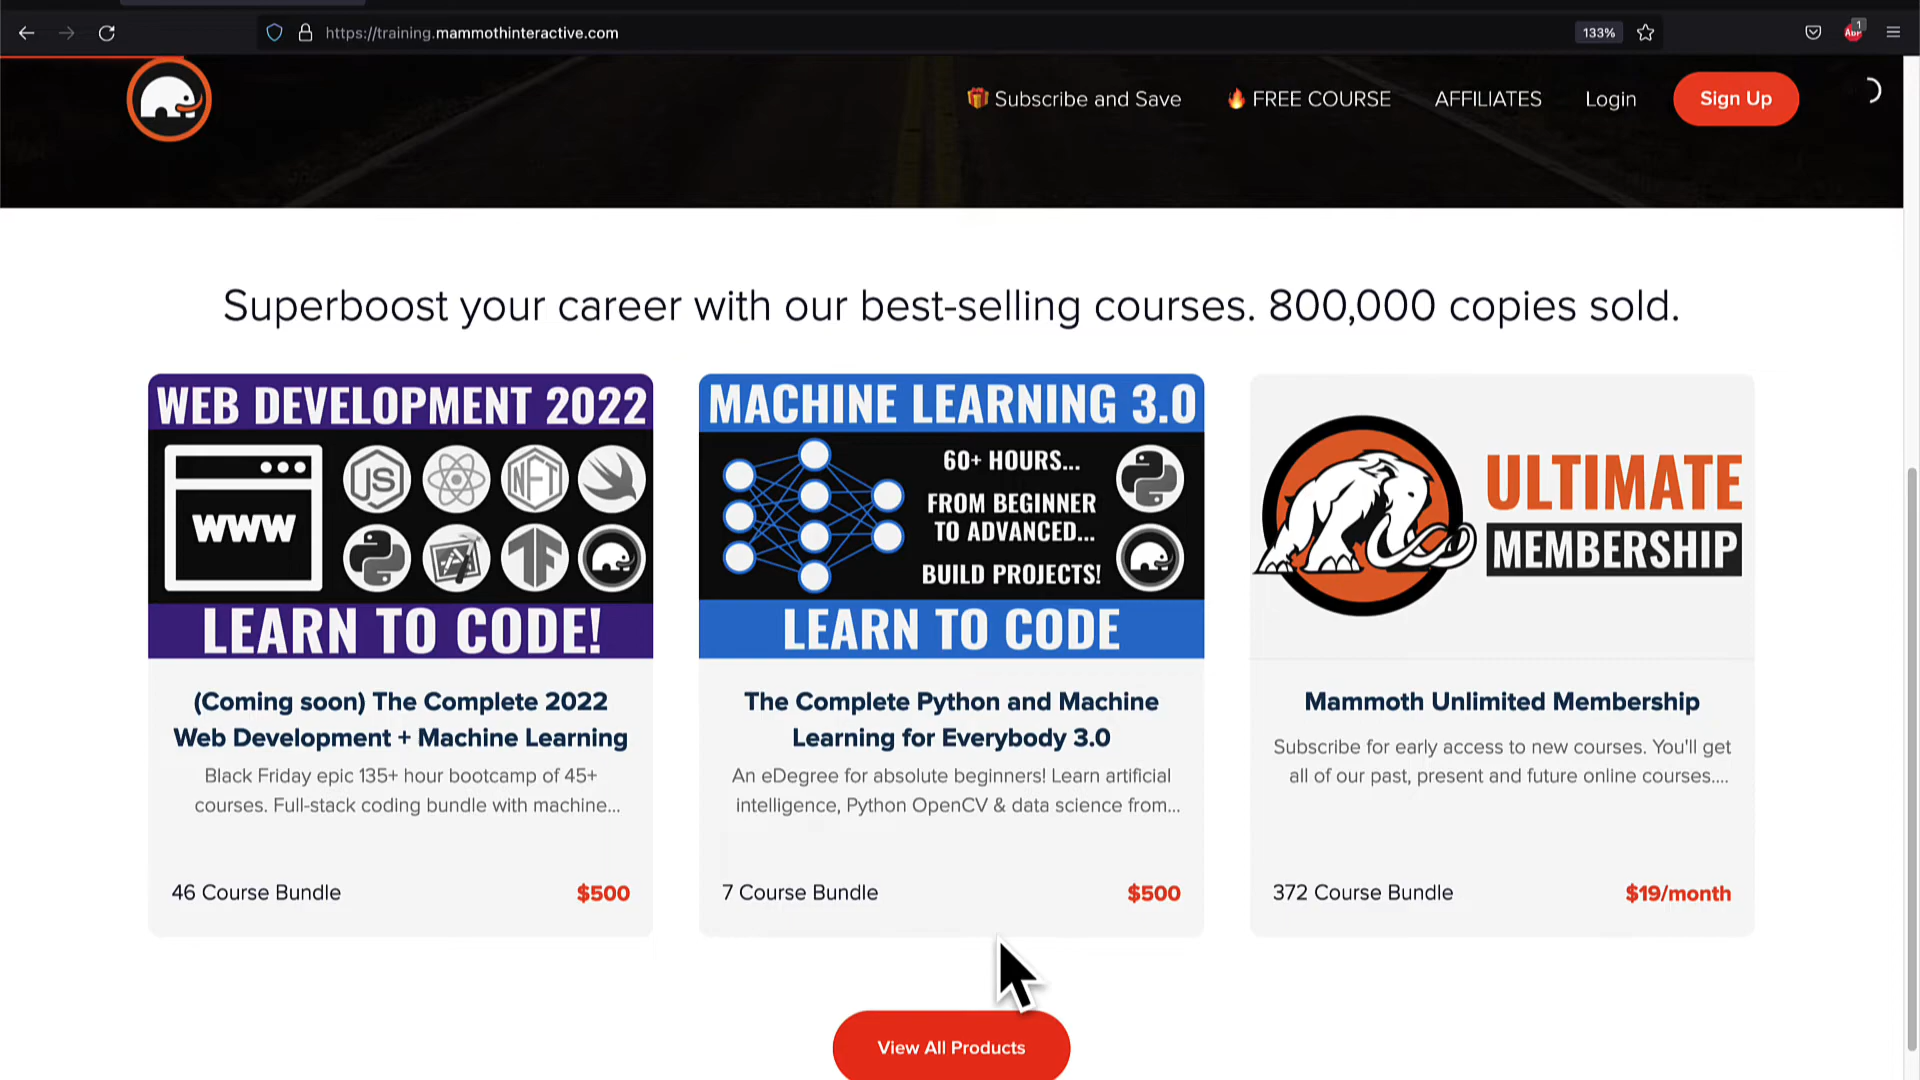 https://training.mammothinteractive.com
133%
1
ABP
🎁 Subscribe and Save
🔥 FREE COURSE
AFFILIATES
Login
Sign Up
Superboost your career with our best-selling courses. 800,000 copies sold.
WEB DEVELOPMENT 2022
WWW
JS
NFT
LEARN TO CODE!
(Coming soon) The Complete 2022
Web Development + Machine Learning
Black Friday epic 135+ hour bootcamp of 45+
courses. Full-stack coding bundle with machine...
46 Course Bundle
$500
MACHINE LEARNING 3.0
60+ HOURS...
FROM BEGINNER
TO ADVANCED...
BUILD PROJECTS!
LEARN TO CODE
The Complete Python and Machine
Learning for Everybody 3.0
An eDegree for absolute beginners! Learn artificial
intelligence, Python OpenCV & data science from...
7 Course Bundle
$500
ULTIMATE
MEMBERSHIP
Mammoth Unlimited Membership
Subscribe for early access to new courses. You'll get
all of our past, present and future online courses....
372 Course Bundle
$19/month
View All Products